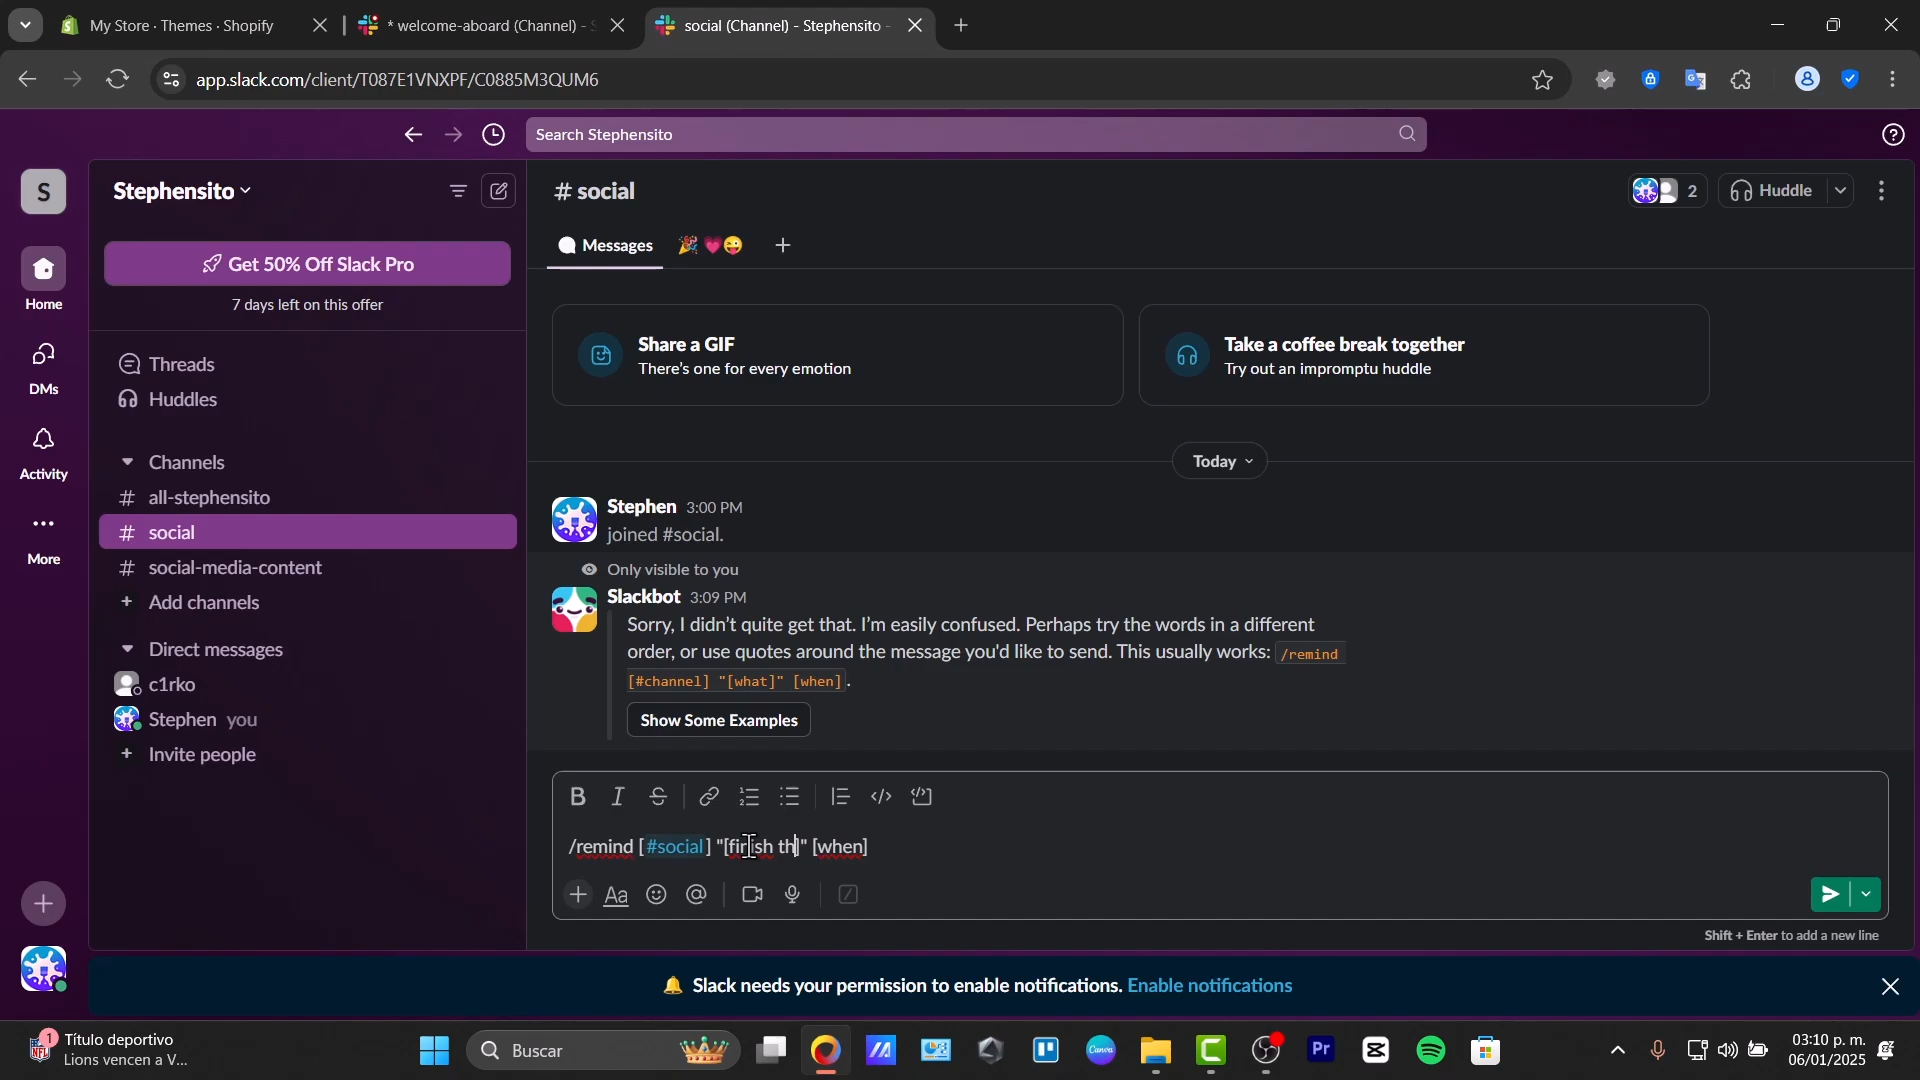 My Store · Themes · Shopify
* welcome-aboard (Channel) - S
social (Channel) - Stephensito -
app.slack.com/client/T087E1VNXPF/C0885M3QUM6
Search Stephensito
S
Stephensito
# social
2
Huddle
Messages
Get 50% Off Slack Pro
7 days left on this offer
Home
DMs
Activity
More
Threads
Huddles
Channels
# all-stephensito
# social
# social-media-content
+ Add channels
Direct messages
c1rko
Stephen you
+ Invite people
Share a GIF
There's one for every emotion
Take a coffee break together
Try out an impromptu huddle
Today
Stephen 3:00 PM
joined #social.
Only visible to you
Slackbot 3:09 PM
Sorry, I didn't quite get that. I'm easily confused. Perhaps try the words in a different
order, or use quotes around the message you'd like to send. This usually works: /remind
[#channel] "[what]" [when].
Show Some Examples
/remind [#social] "[finish th]" [when]
Aa
Shift + Enter to add a new line
Slack needs your permission to enable notifications. Enable notifications
1
Título deportivo
Lions vencen a V...
Buscar
Canva
Pr
03:10 p. m.
06/01/2025